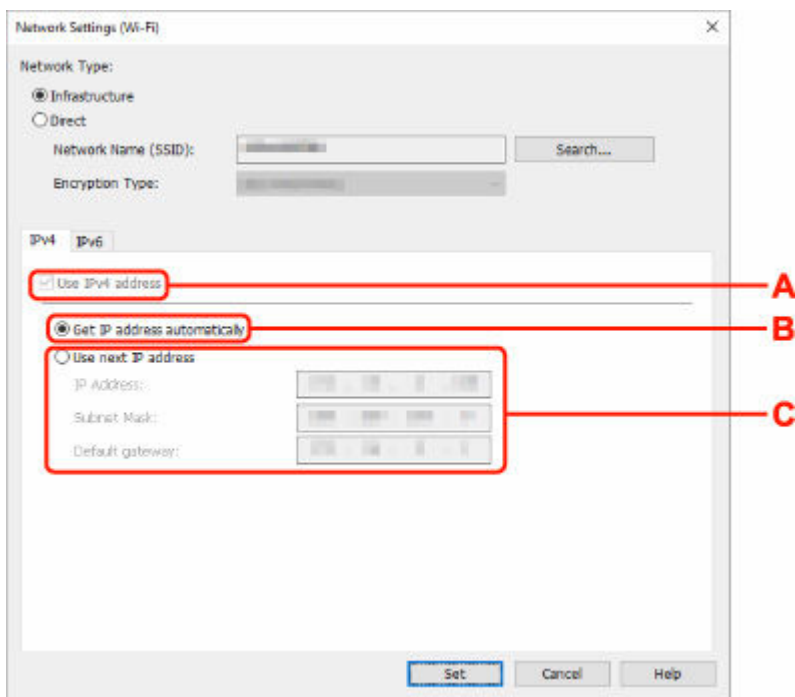 Network Settings (Wi-Fi)
Network Type:
Infrastructure
Direct
Network Name (SSID):
Search....
Encryption Type:
IPv4 IPv6
Use IPv4 address
A
Get IP address automatically
B
Use next IP address
IP Address:
Subnet Mask:
C
Default gateway:
Set Cancel Help